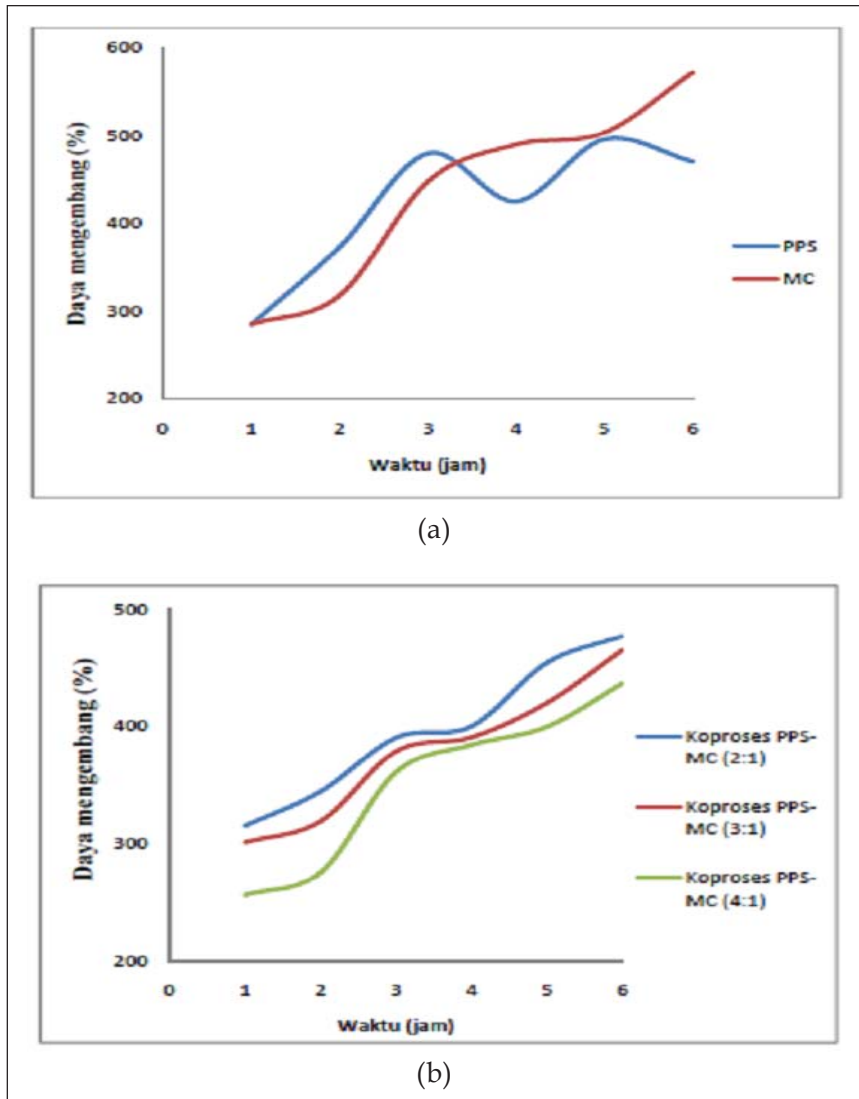 600
500
400
300
200
Daya mengembang (%)
0 1 2 3 4 5 6
Waktu (jam)
PPS
MC
(a)
500
400
300
200
Daya mengembang (%)
0 1 2 3 4 5 6
Waktu (jam)
Koproses PPS-
MC (2:1)
Koproses PPS-
MC (3:1)
Koproses PPS-
MC (4:1)
(b)